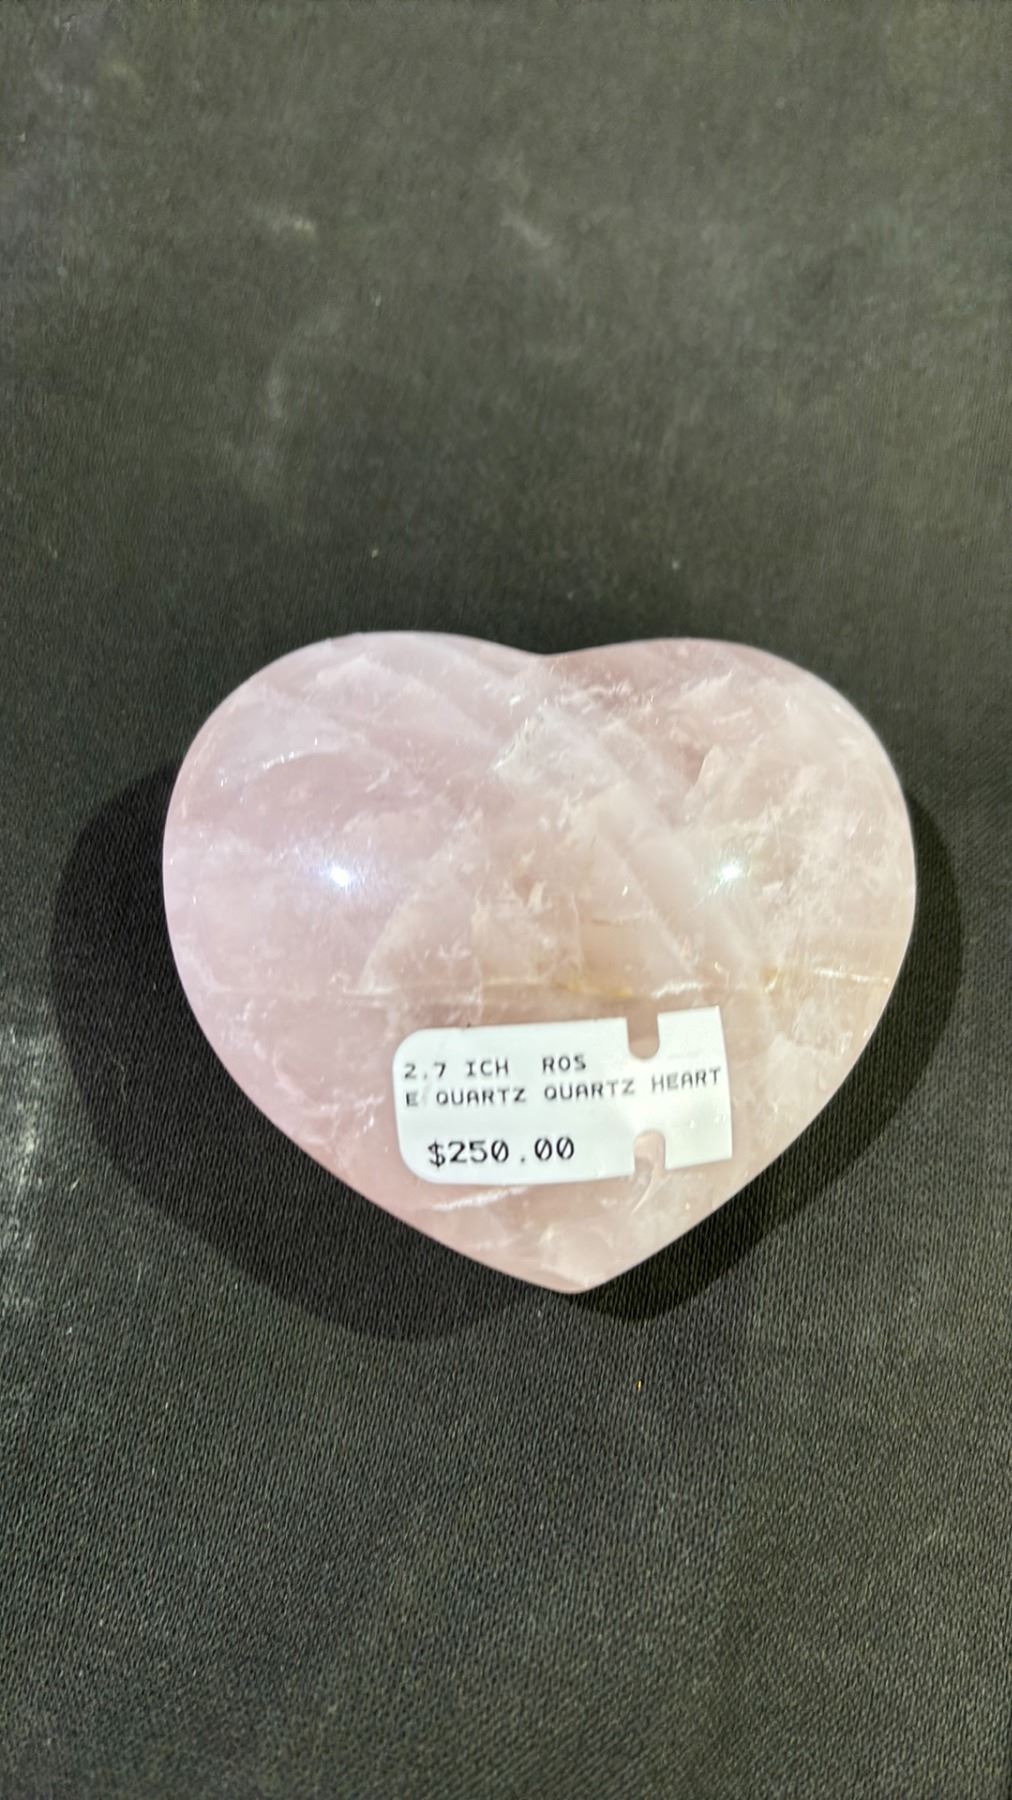 2.7 ICH ROS
E QUARTZ QUARTZ HEART
$250.00